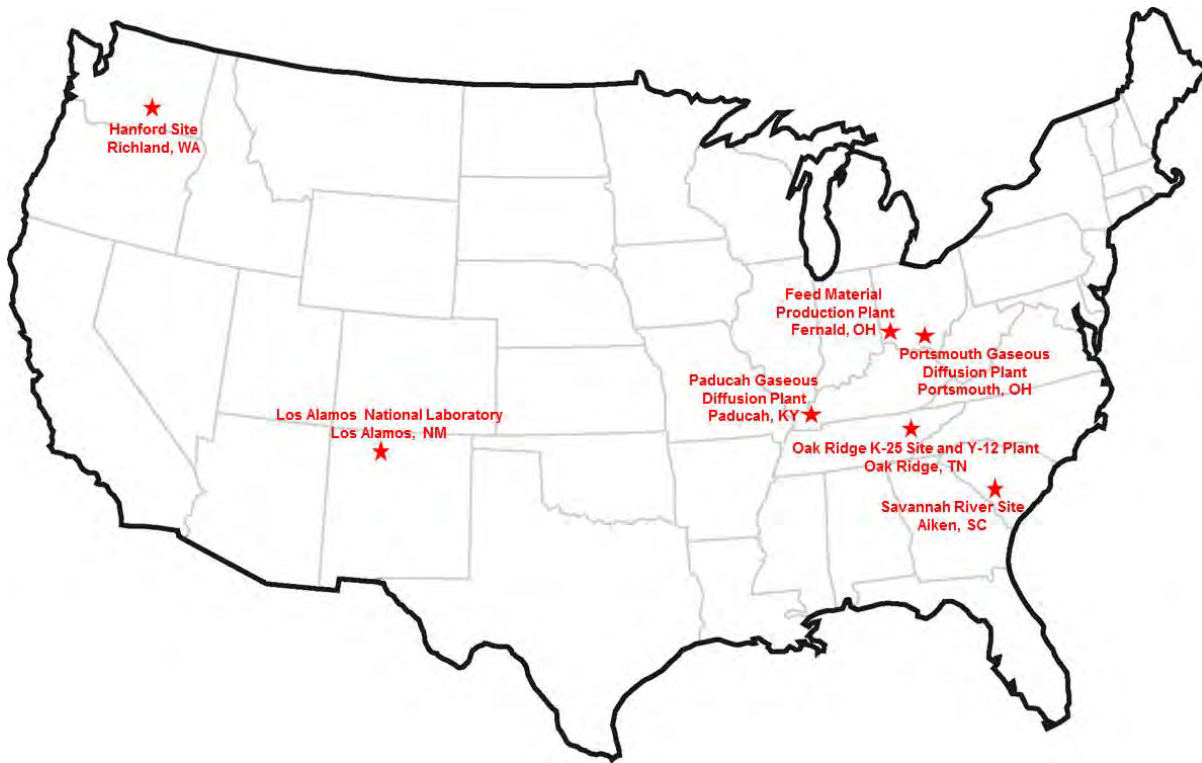 Hanford Site
Richland, WA
Feed Material
Production Plant
Fernald, OH
Portsmouth Gaseous
Diffusion Plant
Portsmouth, OH
Paducah Gaseous
Diffusion Plant
Paducah, KY
Los Alamos National Laboratory
Los Alamos, NM
Oak Ridge K-25 Site and Y-12 Plant
Oak Ridge, TN
Savannah River Site
Aiken, SC